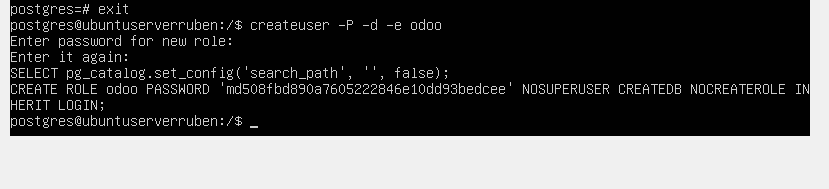 postgres=# exit
postgres@ubuntuserverruben:/$ createuser -P -d -e odoo
Enter password for new role:
Enter it again:
SELECT pg_catalog.set_config('search_path', '', false);
CREATE ROLE odoo PASSWORD 'md508fbd890a7605222846e10dd93bedcee' NOSUPERUSER CREATEDB NOCREATEROLE IN
HERIT LOGIN;
postgres@ubuntuserverruben:/$ _